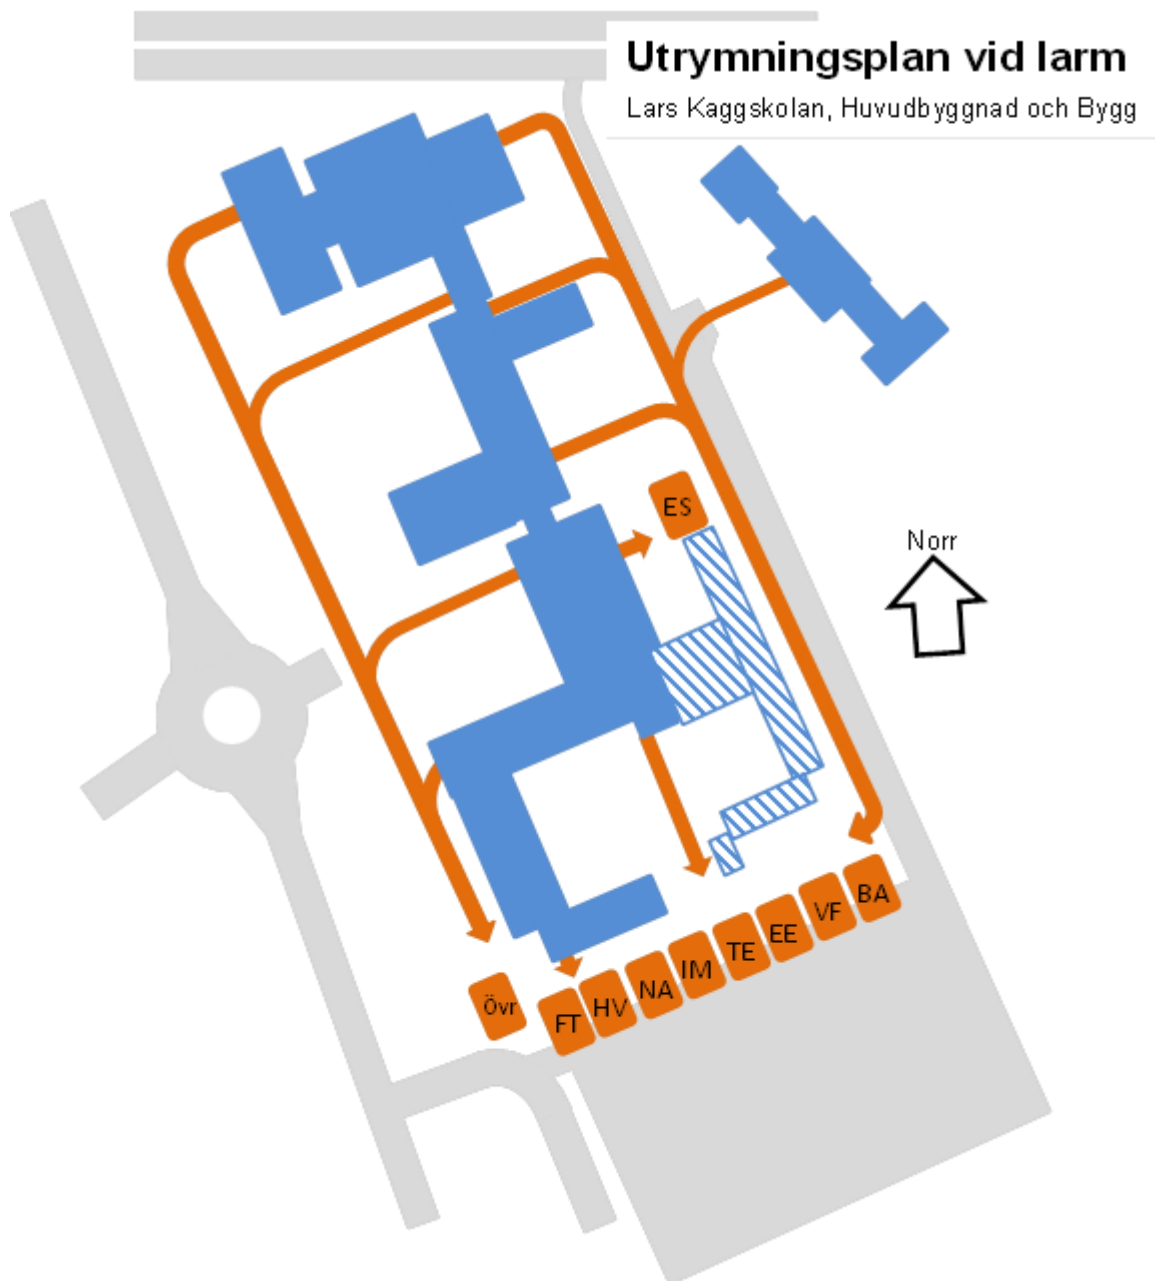 Utrymningsplan vid larm
Lars Kaggskolan, Huvudbyggnad och Bygg
ES
Norr
BA
VF
EE
TE
IM
NA
HV
FT
Övr